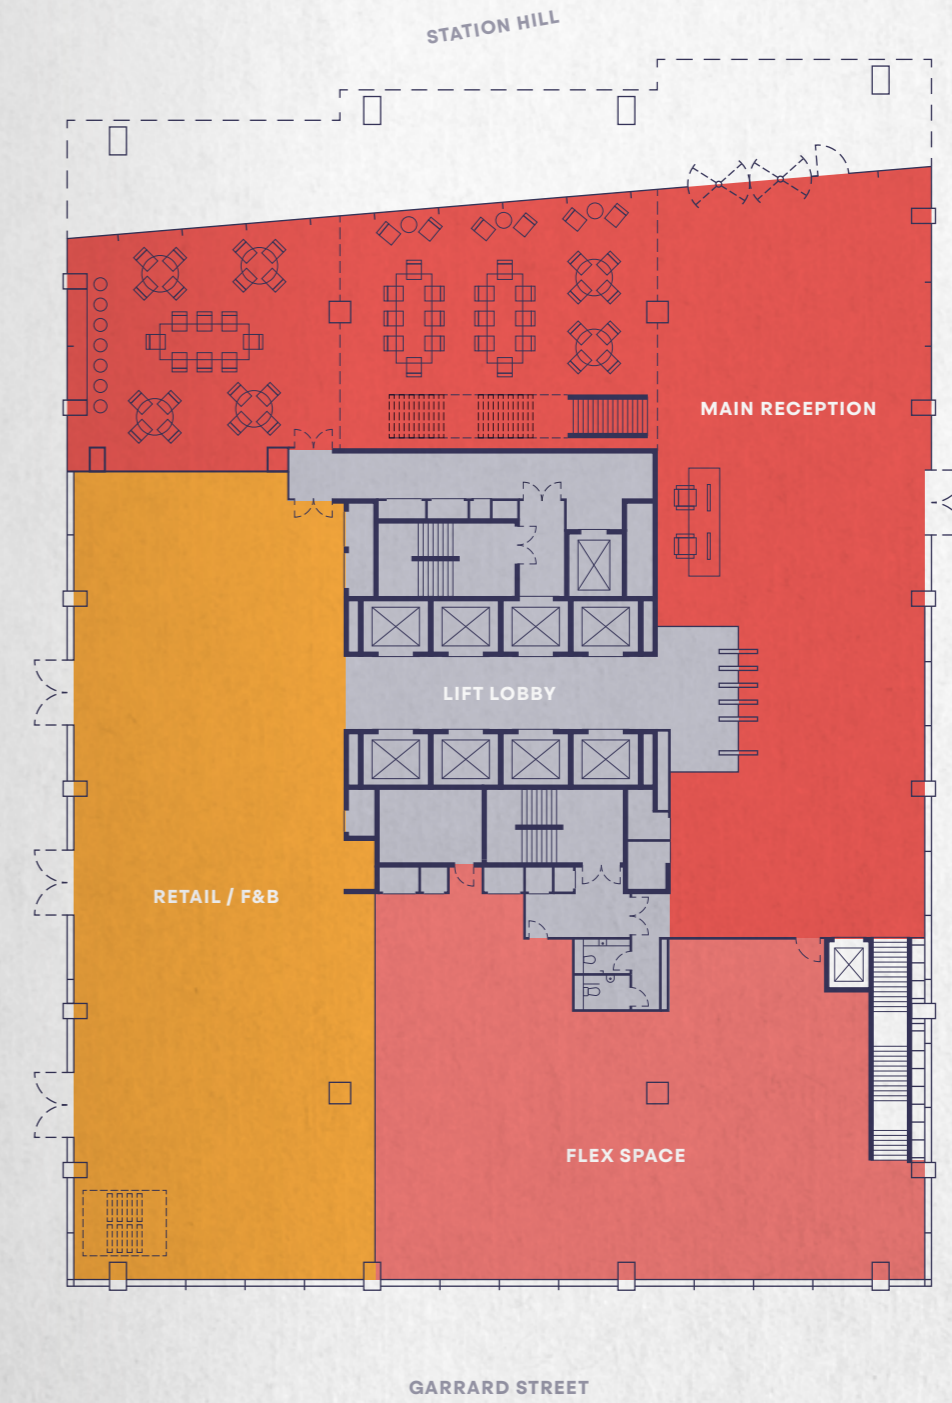 STATION HILL
MAIN RECEPTION
LIFT LOBBY
RETAIL / F&B
FLEX SPACE
GARRARD STREET